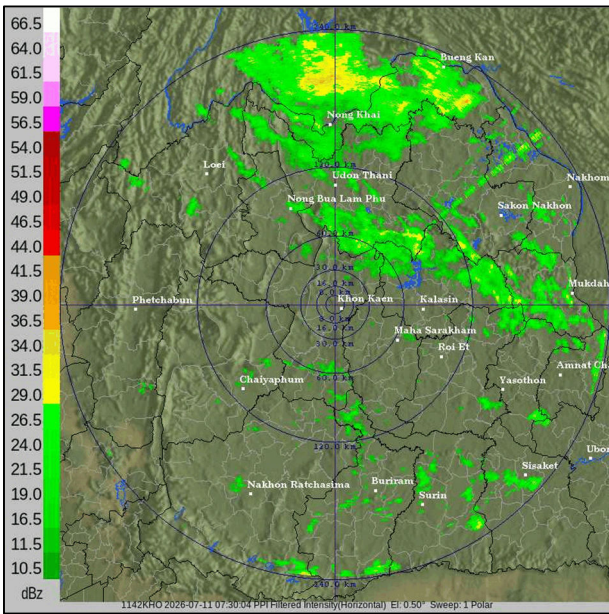 66.5
64.0
61.5
59.0
56.5
54.0
51.5
49.0
46.5
44.0
41.5
39.0
36.5
34.0
31.5
29.0
26.5
24.0
21.5
19.0
16.5
14.0
12.5
10.5
dBz
Bueng Kan
Nong Khai
Loei
Udon Thani
Nakhom
Nong Bua Lam Phu
Sakon Nakhon
Mukdah
Phetchabun
Khon Kaen
Kalasin
Maha Sarakham
Roi Et
Amnat Cha
Chaiyaphum
Yasothon
120.0 km
Ubor
Sisaket
Nakhon Ratchasima
Buriram
Surin
1142KHO 2026-07-11 07:30:04 PPI Filtered Intensity(Horizontal) El: 0.50° Sweep: 1 Polar